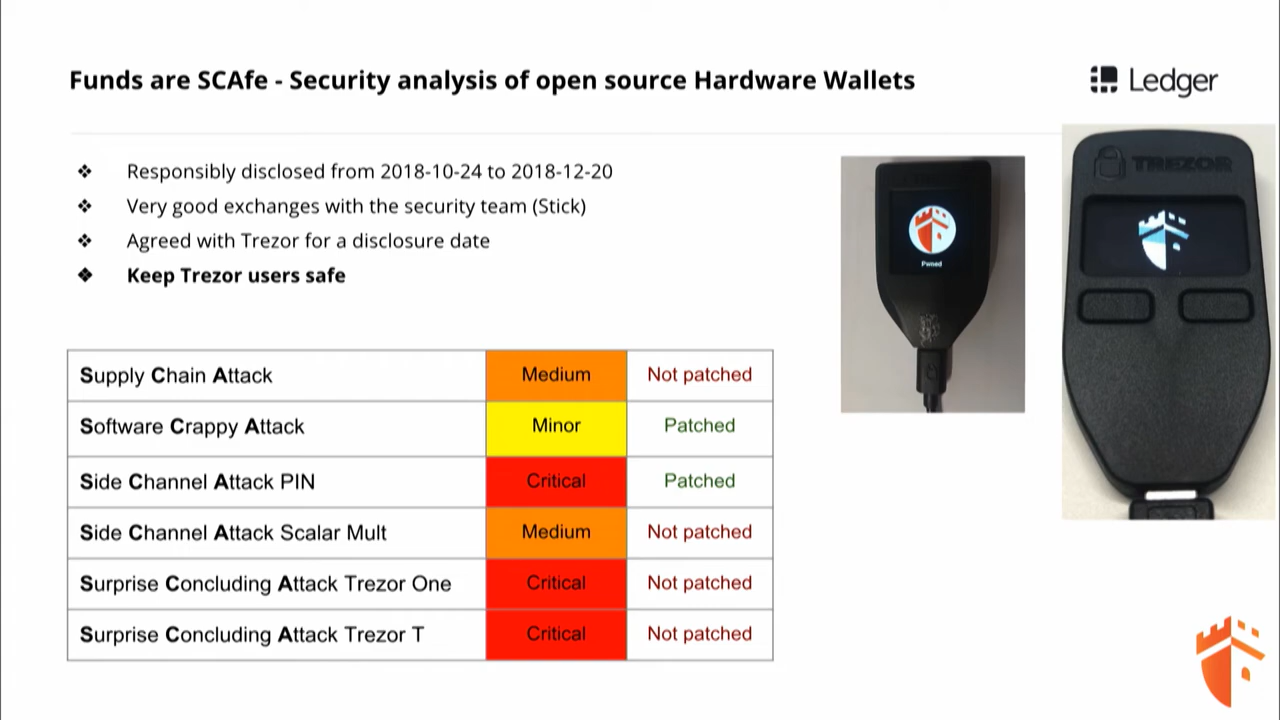 Funds are SCAfe - Security analysis of open source Hardware Wallets
Ledger
❖ Responsibly disclosed from 2018-10-24 to 2018-12-20
❖ Very good exchanges with the security team (Stick)
❖ Agreed with Trezor for a disclosure date
❖ Keep Trezor users safe
TREZOR
Pwned
Supply Chain Attack Medium Not patched
Software Crappy Attack Minor Patched
Side Channel Attack PIN Critical Patched
Side Channel Attack Scalar Mult Medium Not patched
Surprise Concluding Attack Trezor One Critical Not patched
Surprise Concluding Attack Trezor T Critical Not patched